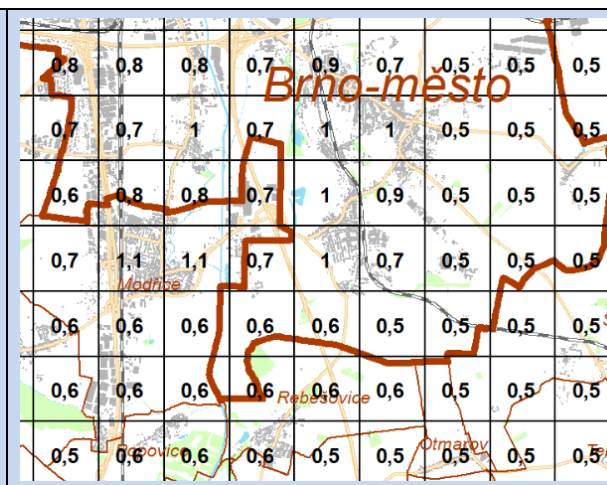 0,8 0,8 0,8 0,7 0,9 0,7 0,5 0,5 0,5
Brno-město
0,7 0,7 1 0,7 1 1 0,5 0,5 0,5
0,6 0,8 0,8 0,7 1 0,9 0,5 0,5 0,5
0,7 1,1 1,1 0,7 1 0,7 0,5 0,5 0,5
Modřice
0,6 0,6 0,6 0,6 0,6 0,5 0,5 0,5 0,5
0,6 0,6 0,6 0,6 0,5 0,6 0,5 0,5 0,5
Rebešovice
Popovice Otmarov
0,5 0,6 0,6 0,5 0,5 0,5 0,5 0,5 0,5